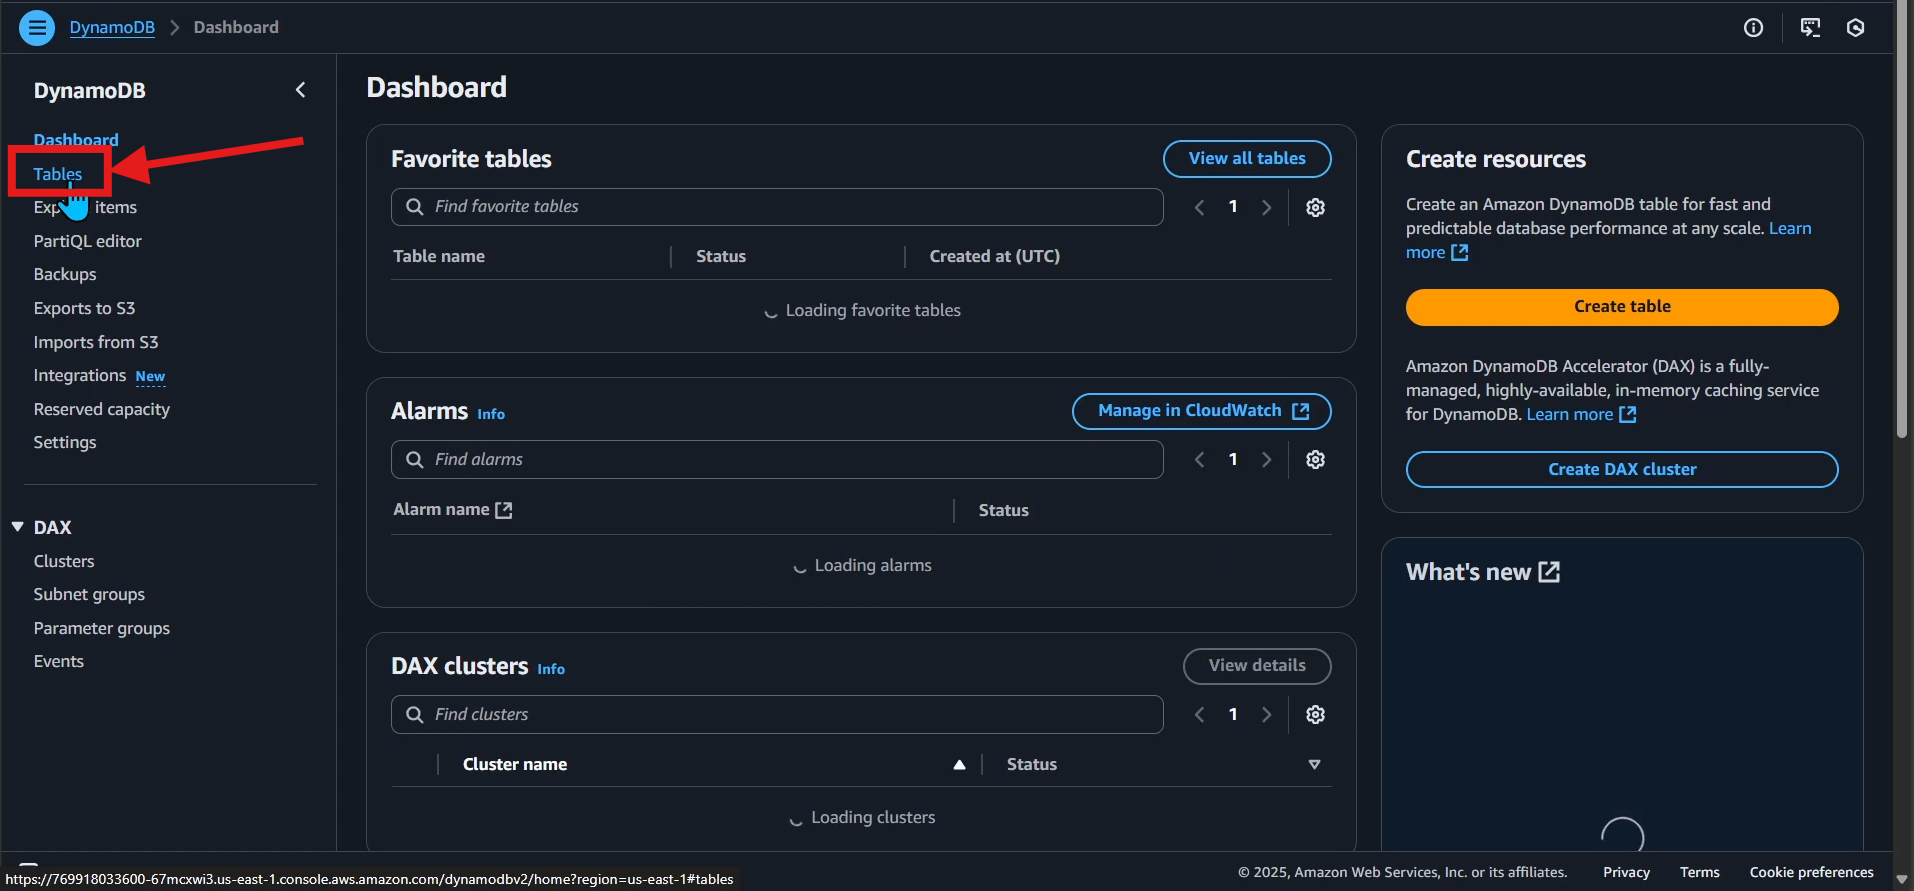 DynamoDB > Dashboard
DynamoDB
Dashboard
Tables
Exp items
PartiQL editor
Backups
Exports to S3
Imports from S3
Integrations New
Reserved capacity
Settings
DAX
Clusters
Subnet groups
Parameter groups
Events
Dashboard
Favorite tables
View all tables
Find favorite tables
1
Table name
Status
Created at (UTC)
Loading favorite tables
Alarms Info
Manage in CloudWatch
Find alarms
1
Alarm name
Status
Loading alarms
DAX clusters Info
View details
Find clusters
1
Cluster name
Status
Loading clusters
Create resources
Create an Amazon DynamoDB table for fast and
predictable database performance at any scale. Learn
more
Create table
Amazon DynamoDB Accelerator (DAX) is a fully-
managed, highly-available, in-memory caching service
for DynamoDB. Learn more
Create DAX cluster
What's new
https://769918033600-67mcxwi3.us-east-1.console.aws.amazon.com/dynamodbv2/home?region=us-east-1#tables
© 2025, Amazon Web Services, Inc. or its affiliates.
Privacy
Terms
Cookie preferences